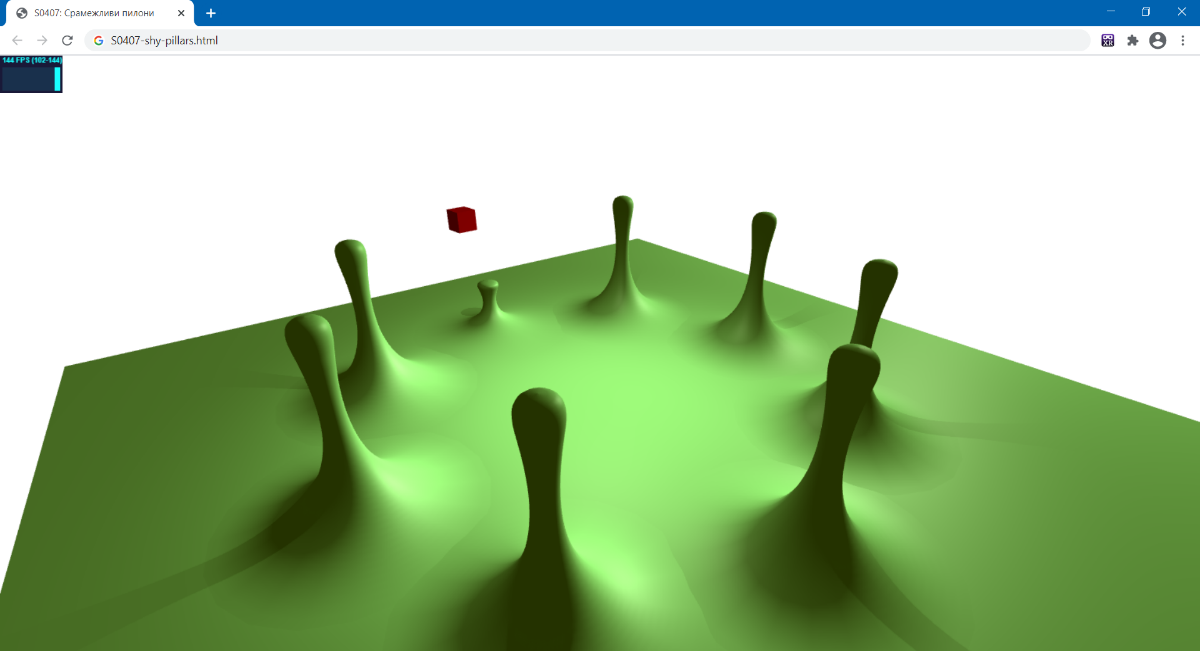 S0407: Срамежливи пилони
S0407-shy-pillars.html
144 FPS (102-144)